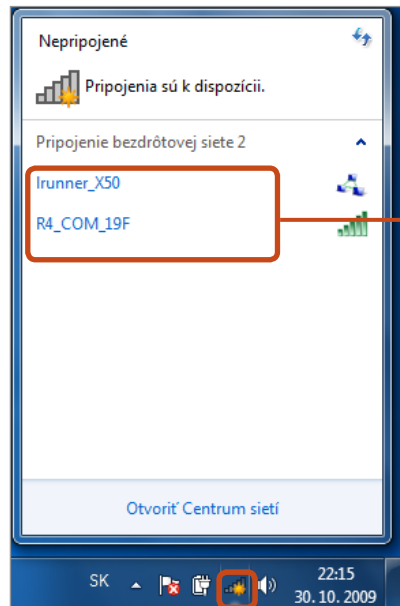 Nepripojené
Pripojenia sú k dispozícii.
Pripojenie bezdrôtovej siete 2
Irunner_X50
R4_COM_19F
Otvoriť Centrum sietí
SK
22:15
30. 10. 2009